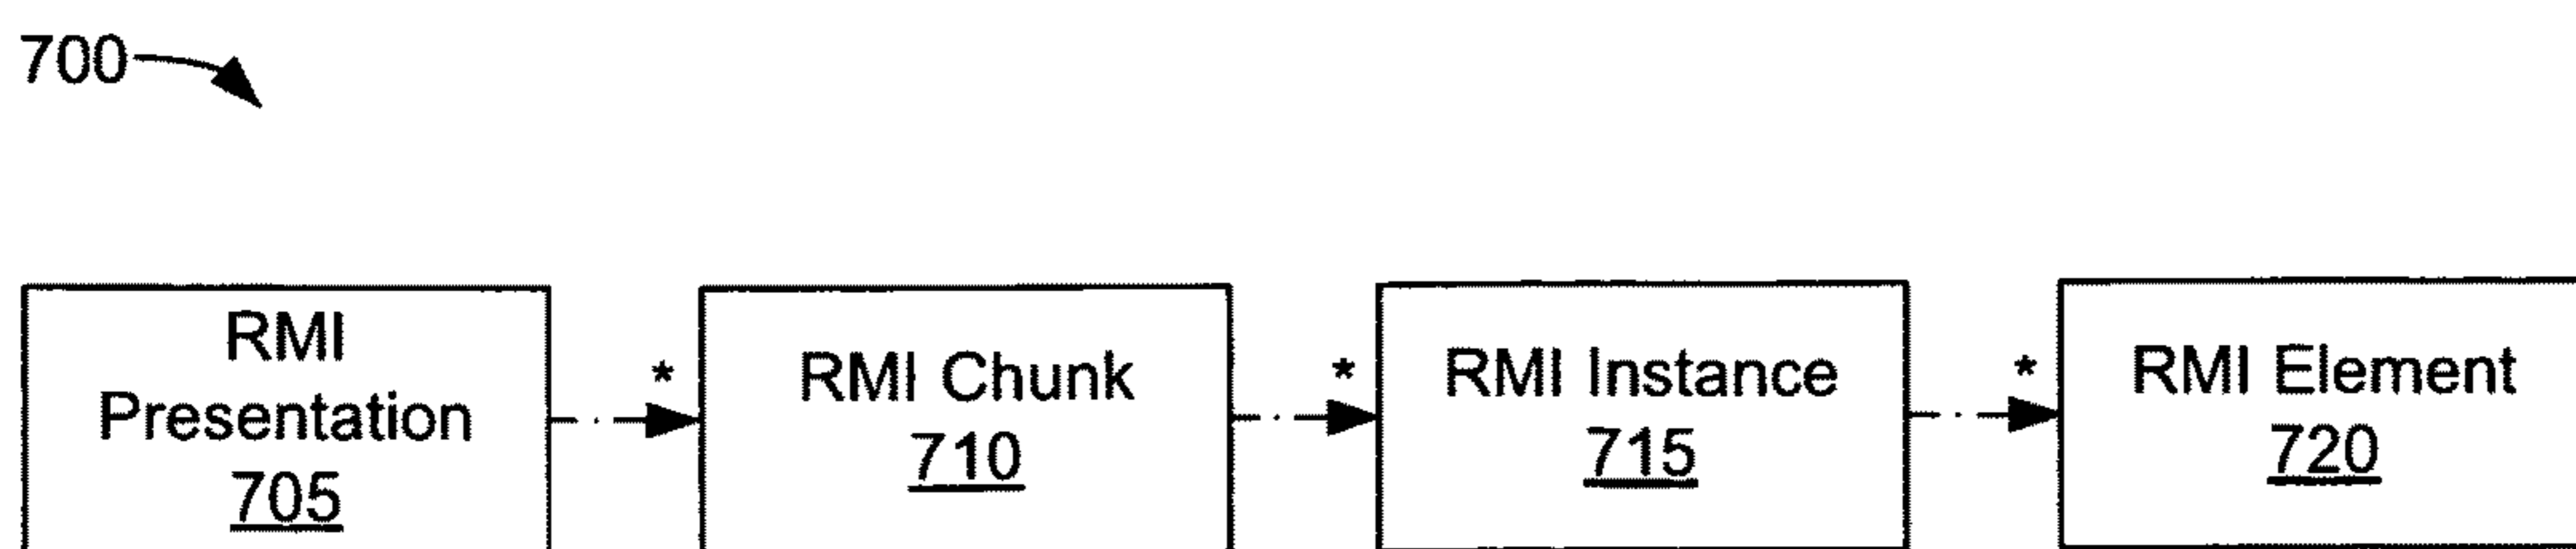 700
RMI
Presentation
705
*
RMI Chunk
710
*
RMI Instance
715
*
RMI Element
720